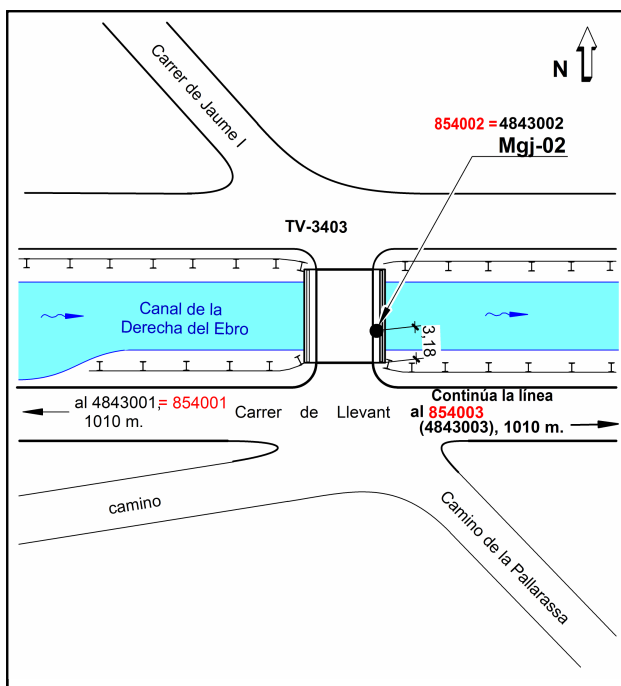 N
Carrer de Jaume I
854002 = 4843002
Mgj-02
TV-3403
Canal de la
Derecha del Ebro
3,18
al 4843001,= 854001
1010 m.
Carrer de Llevant
Continúa la línea
al 854003
(4843003), 1010 m.
camino
Camino de la Pallarassa